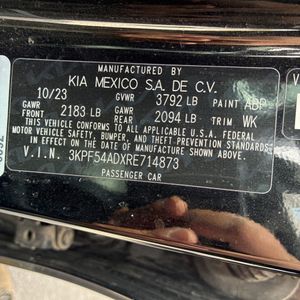 MANUFACTURED BY
KIA MEXICO S.A. DE C.V.
10/23 GVWR 3792 LB PAINT ABP
GAWR FRONT 2183 LB GAWR REAR 2094 LB TRIM WK
THIS VEHICLE CONFORMS TO ALL APPLICABLE U.S. FEDERAL
MOTOR VEHICLE SAFETY, BUMPER, AND THEFT PREVENTION
STANDARDS IN EFFECT ON THE DATE OF MANUFACTURE SHOWN ABOVE.
V.I.N. 3KPF54ADXRE714873
PASSENGER CAR